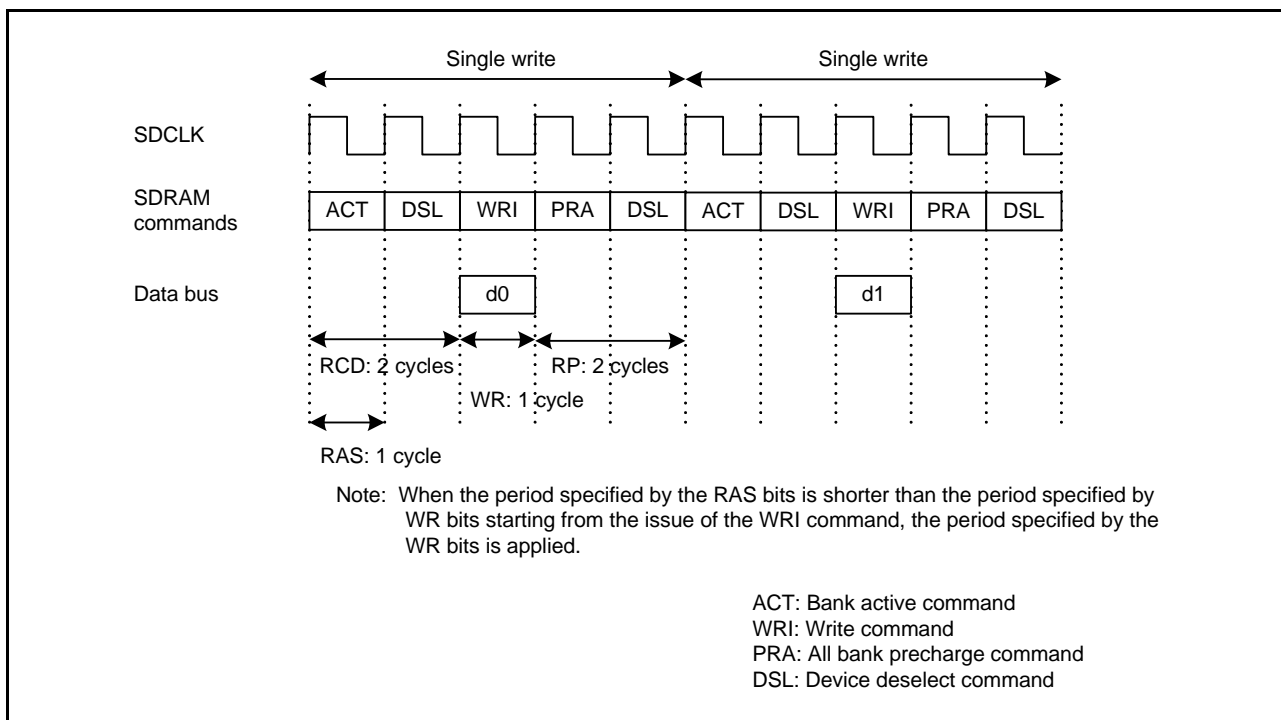 Single write Single write
SDCLK
SDRAM
commands
ACT DSL WRI PRA DSL ACT DSL WRI PRA DSL
Data bus d0 d1
RCD: 2 cycles RP: 2 cycles
WR: 1 cycle
RAS: 1 cycle
Note: When the period specified by the RAS bits is shorter than the period specified by
WR bits starting from the issue of the WRI command, the period specified by the
WR bits is applied.
ACT: Bank active command
WRI: Write command
PRA: All bank precharge command
DSL: Device deselect command